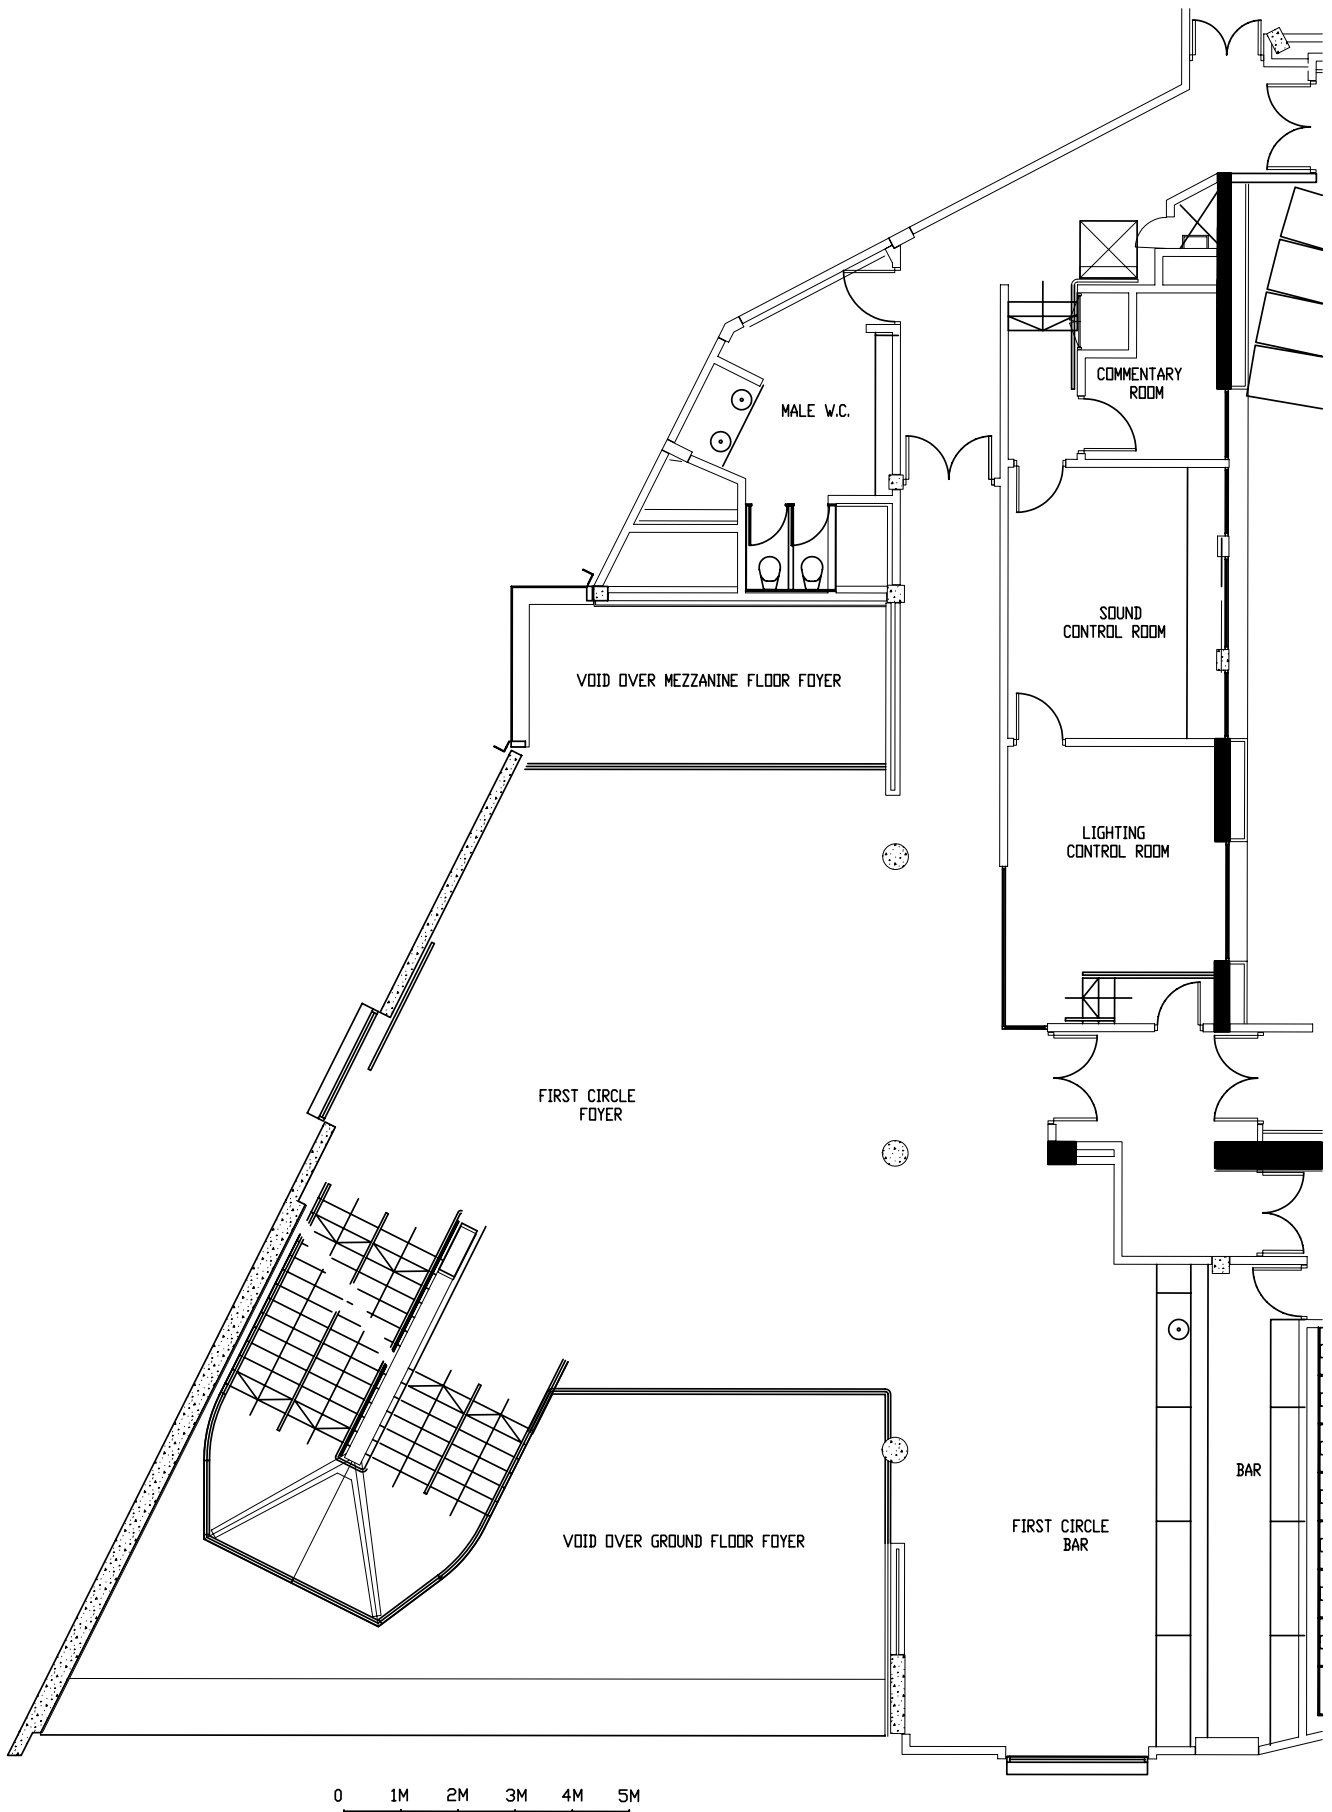 COMMENTARY
ROOM
MALE W.C.
SOUND
CONTROL ROOM
VOID OVER MEZZANINE FLOOR FOYER
LIGHTING
CONTROL ROOM
FIRST CIRCLE
FOYER
BAR
FIRST CIRCLE
BAR
VOID OVER GROUND FLOOR FOYER
0 1M 2M 3M 4M 5M